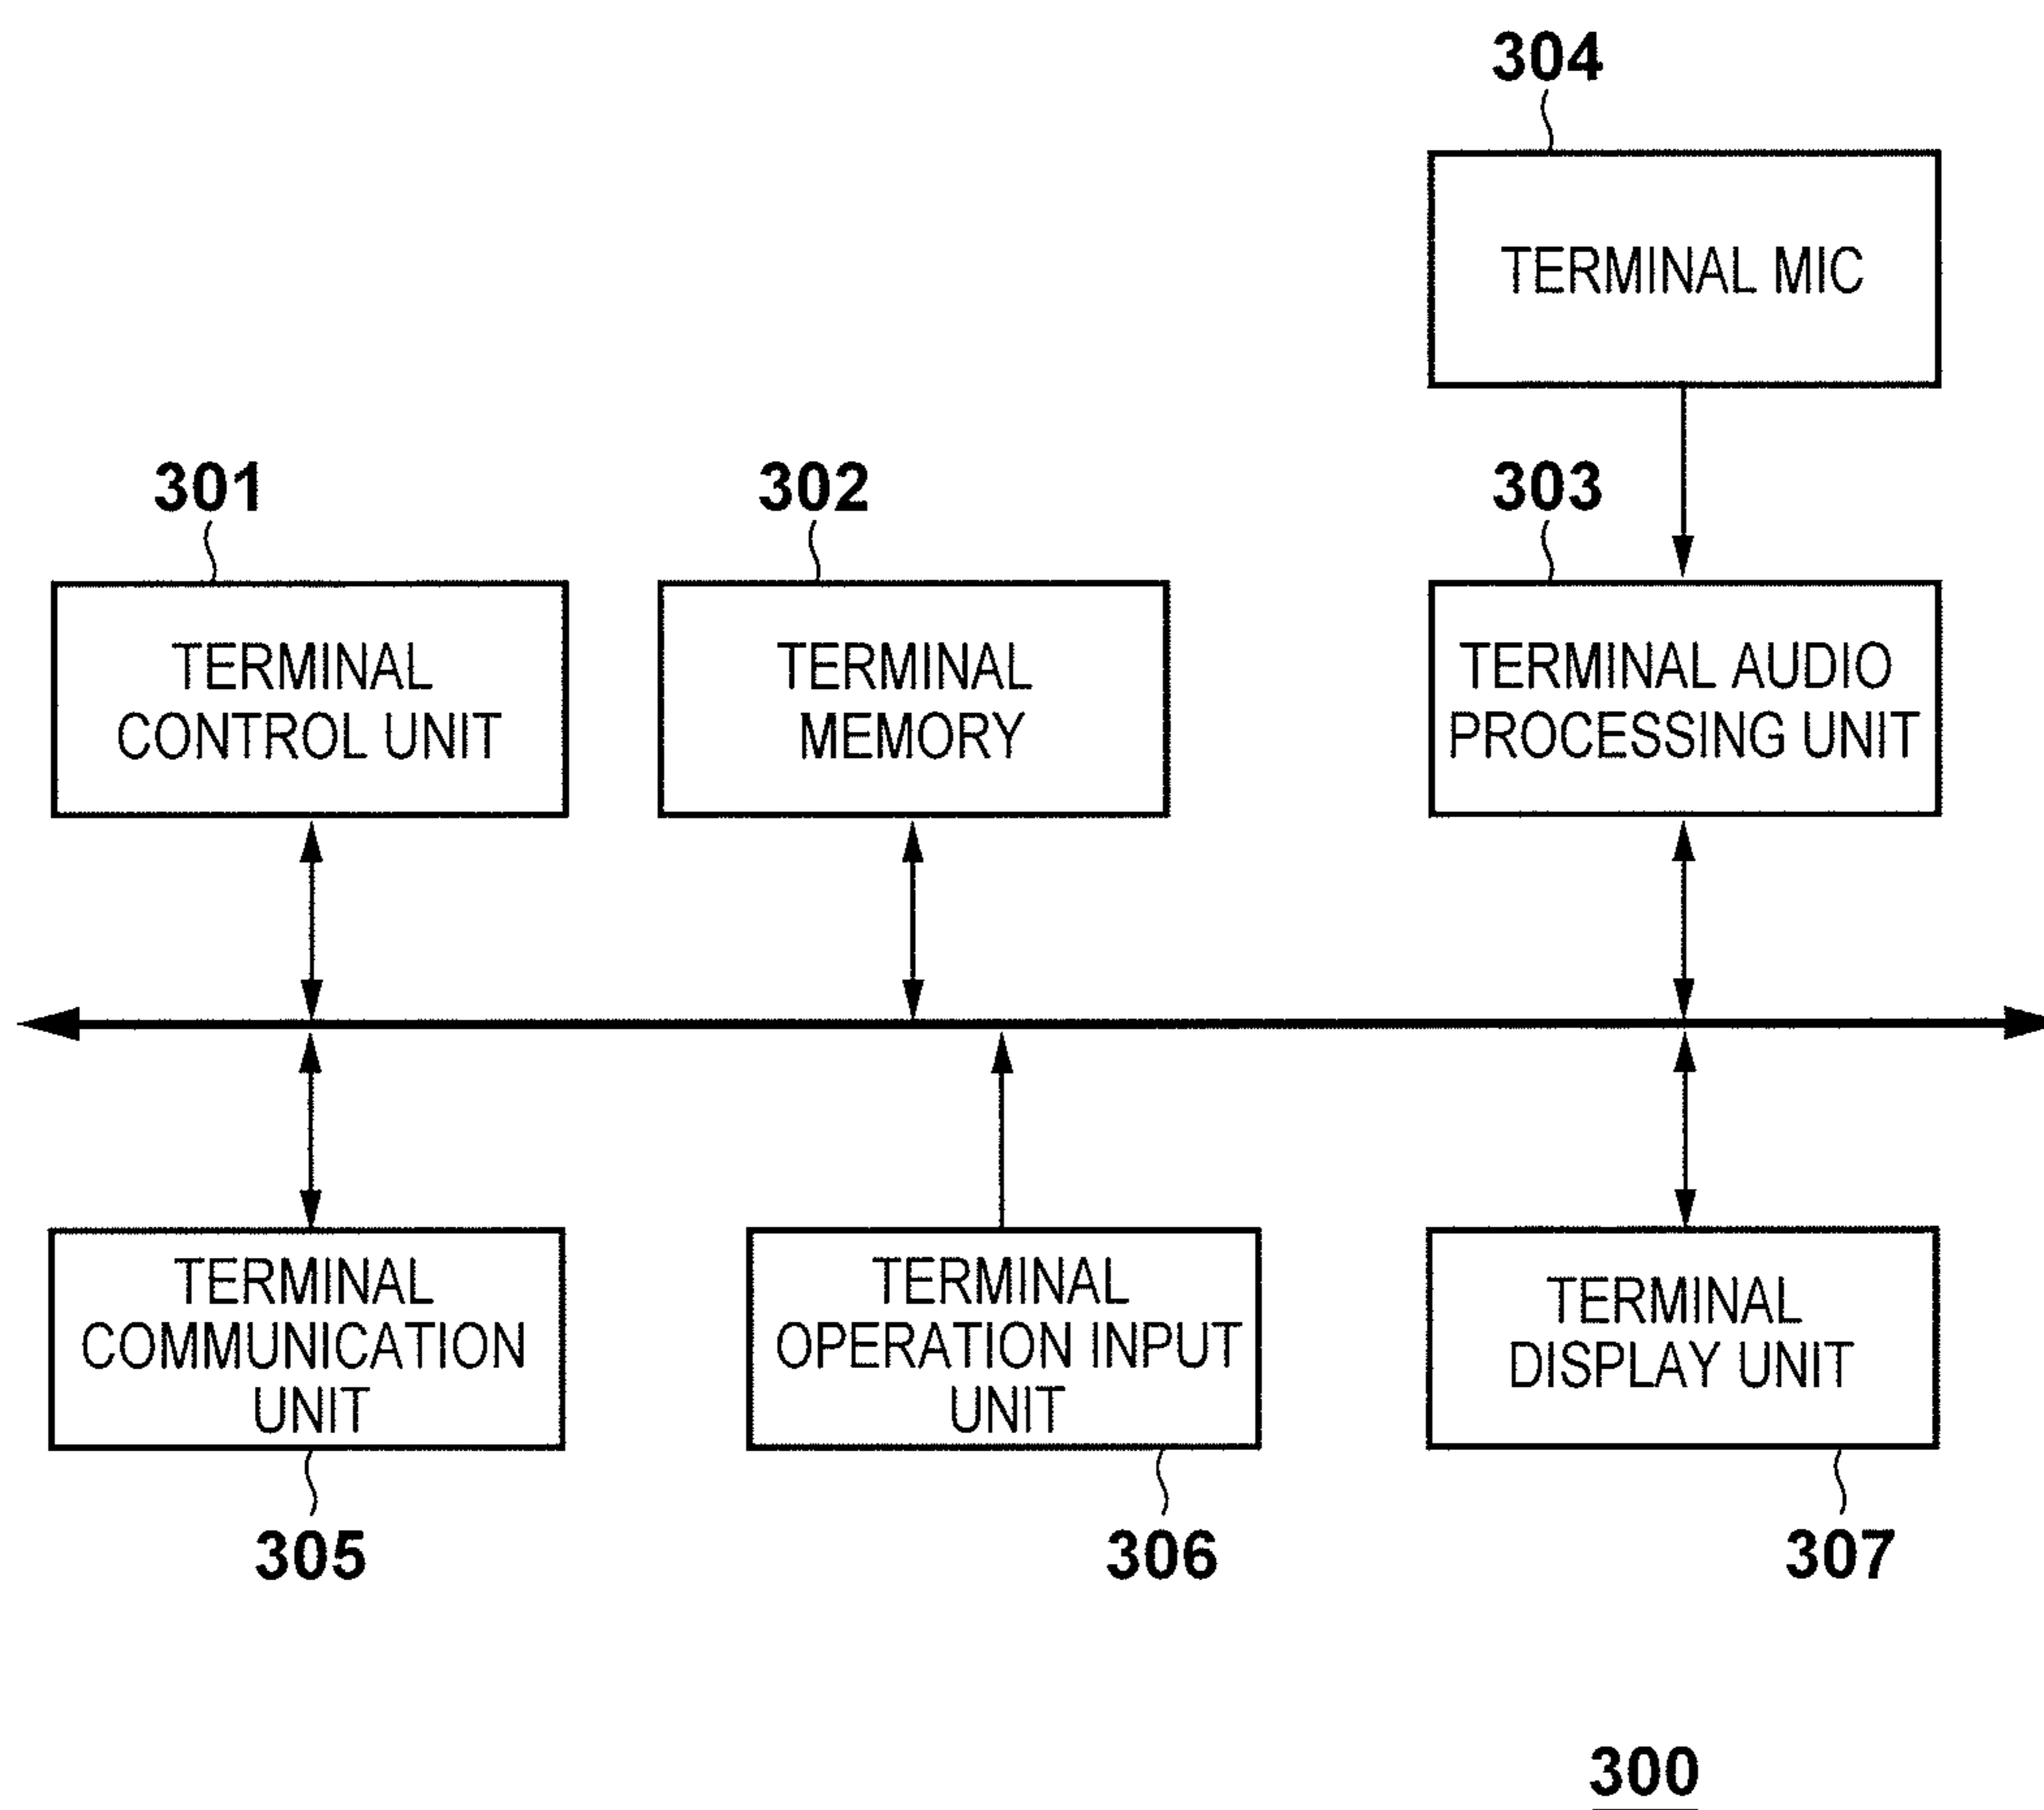 304
TERMINAL MIC
301
302
303
TERMINAL
CONTROL UNIT
TERMINAL
MEMORY
TERMINAL AUDIO
PROCESSING UNIT
TERMINAL
COMMUNICATION
UNIT
TERMINAL
OPERATION INPUT
UNIT
TERMINAL
DISPLAY UNIT
305
306
307
300